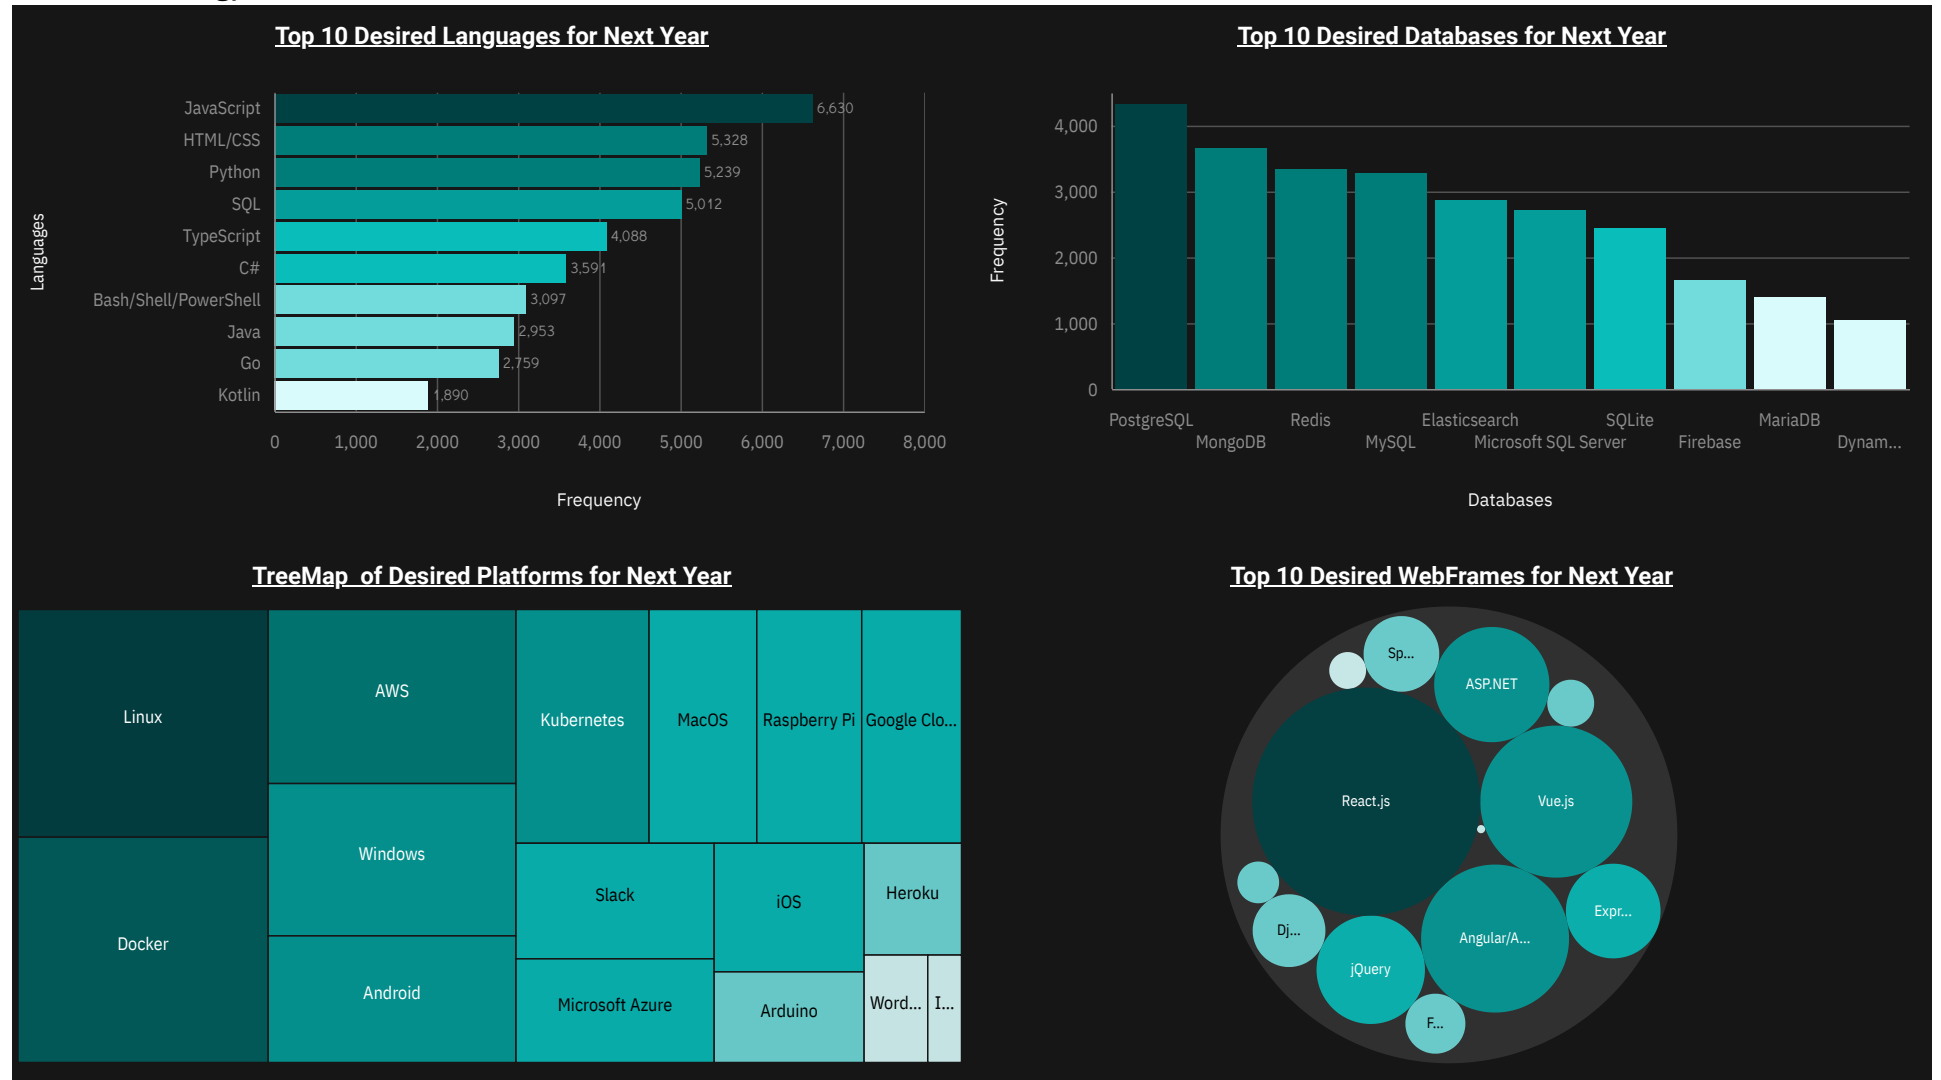 Top 10 Desired Languages for Next Year
Languages
JavaScript 6,630
HTML/CSS 5,328
Python 5,239
SQL 5,012
TypeScript 4,088
C# 3,591
Bash/Shell/PowerShell 3,097
Java 2,953
Go 2,759
Kotlin 1,890
0 1,000 2,000 3,000 4,000 5,000 6,000 7,000 8,000
Frequency
Top 10 Desired Databases for Next Year
Frequency
4,000
3,000
2,000
1,000
0
PostgreSQL Redis Elasticsearch SQLite MariaDB
MongoDB MySQL Microsoft SQL Server Firebase Dynam...
Databases
TreeMap  of Desired Platforms for Next Year
Linux
Docker
AWS
Windows
Android
Kubernetes
MacOS
Raspberry Pi
Google Clo...
Slack
Microsoft Azure
iOS
Arduino
Heroku
Word...
I...
Top 10 Desired WebFrames for Next Year
Sp...
ASP.NET
React.js
Vue.js
Expr...
Dj...
Angular/A...
jQuery
F...